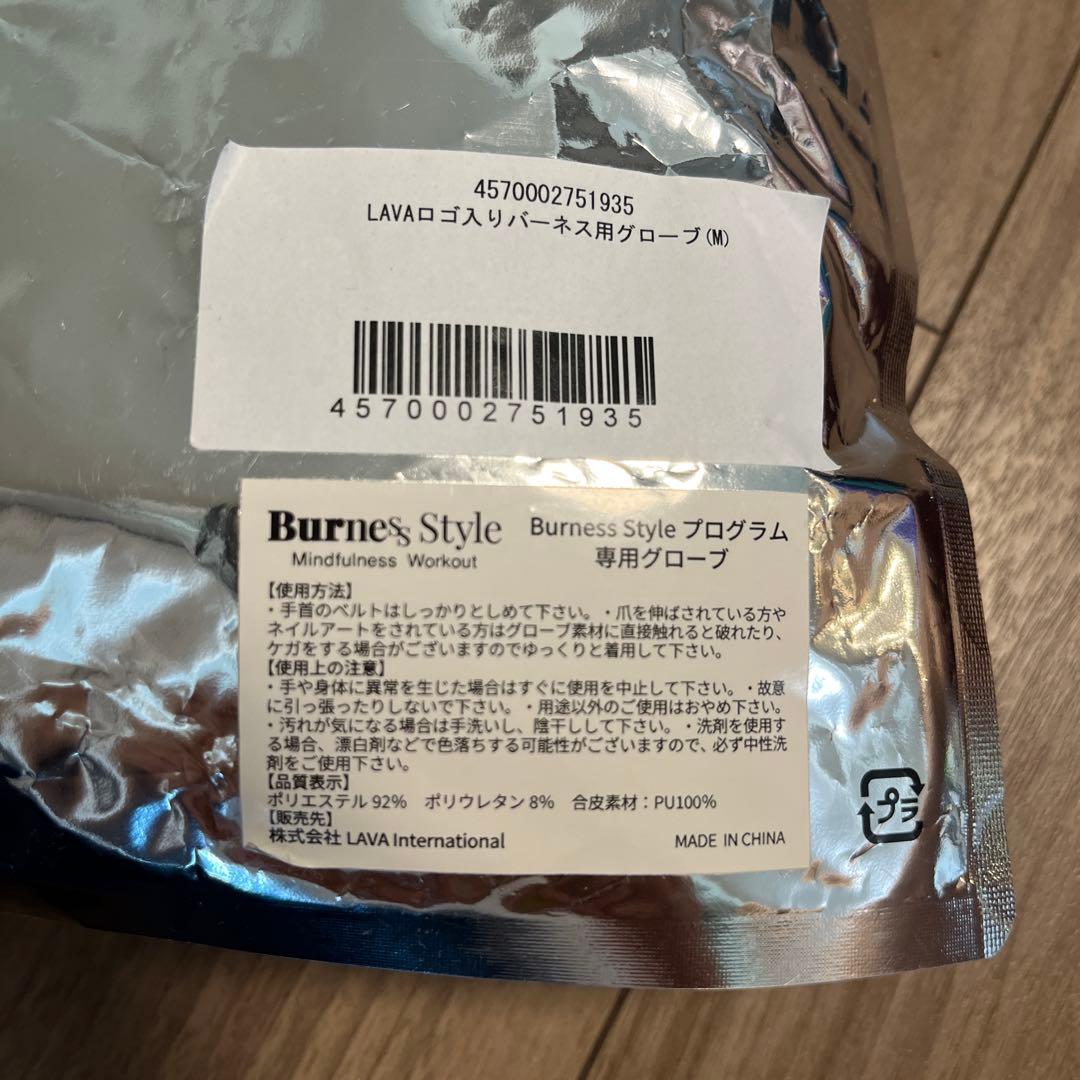 4570002751935
LAVAロゴ入りバーネス用グローブ(M)
4570002751935
Burness Style
Mindfulness Workout
Burness Style プログラム
専用グローブ
【使用方法】
・手首のベルトはしっかりとしめて下さい。・爪を伸ばされている方や
ネイルアートをされている方はグローブ素材に直接触れると破れたり、
ケガをする場合がございますのでゆっくりと着用して下さい。
【使用上の注意】
・手や身体に異常を生じた場合はすぐに使用を中止して下さい。・故意
に引っ張ったりしないで下さい。・用途以外のご使用はおやめ下さい。
・汚れが気になる場合は手洗いし、陰干しして下さい。・洗剤を使用す
る場合、漂白剤などで色落ちする可能性がございますので、必ず中性洗
剤をご使用下さい。
【品質表示】
ポリエステル 92% ポリウレタン 8% 合皮素材：PU100%
【販売先】
株式会社 LAVA International
MADE IN CHINA
プラ